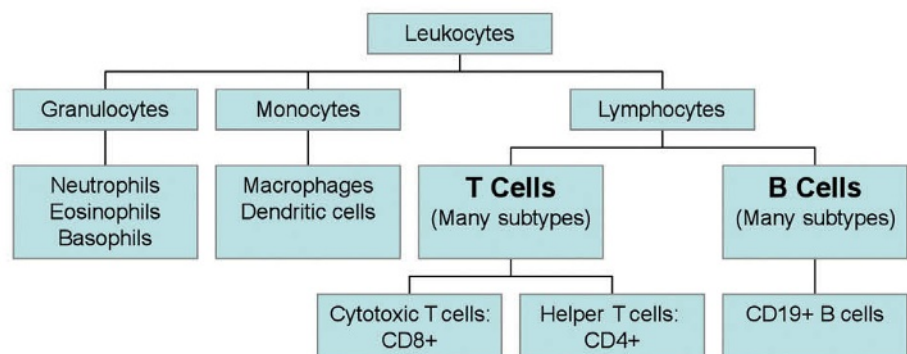 Leukocytes
Granulocytes
Monocytes
Lymphocytes
Neutrophils
Eosinophils
Basophils
Macrophages
Dendritic cells
T Cells
(Many subtypes)
B Cells
(Many subtypes)
Cytotoxic T cells:
CD8+
Helper T cells:
CD4+
CD19+ B cells